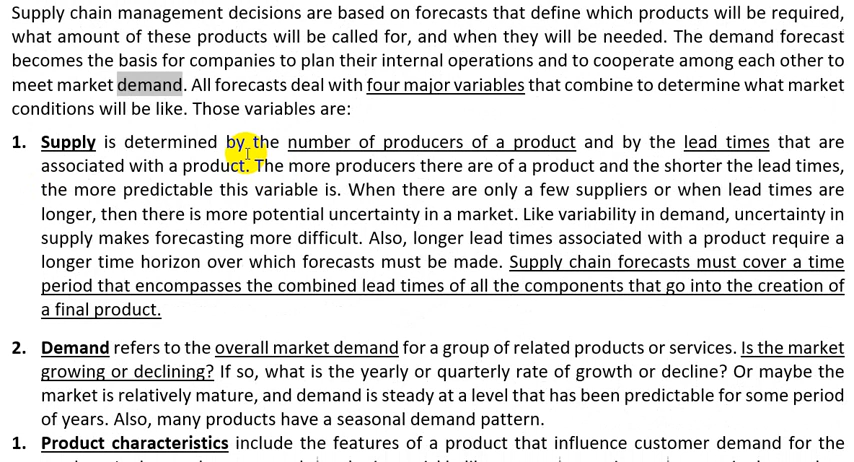 Supply chain management decisions are based on forecasts that define which products will be required,
what amount of these products will be called for, and when they will be needed. The demand forecast
becomes the basis for companies to plan their internal operations and to cooperate among each other to
meet market demand. All forecasts deal with four major variables that combine to determine what market
conditions will be like. Those variables are:
1. Supply is determined by the number of producers of a product and by the lead times that are
associated with a product. The more producers there are of a product and the shorter the lead times,
the more predictable this variable is. When there are only a few suppliers or when lead times are
longer, then there is more potential uncertainty in a market. Like variability in demand, uncertainty in
supply makes forecasting more difficult. Also, longer lead times associated with a product require a
longer time horizon over which forecasts must be made. Supply chain forecasts must cover a time
period that encompasses the combined lead times of all the components that go into the creation of
a final product.
2. Demand refers to the overall market demand for a group of related products or services. Is the market
growing or declining? If so, what is the yearly or quarterly rate of growth or decline? Or maybe the
market is relatively mature, and demand is steady at a level that has been predictable for some period
of years. Also, many products have a seasonal demand pattern.
1. Product characteristics include the features of a product that influence customer demand for the